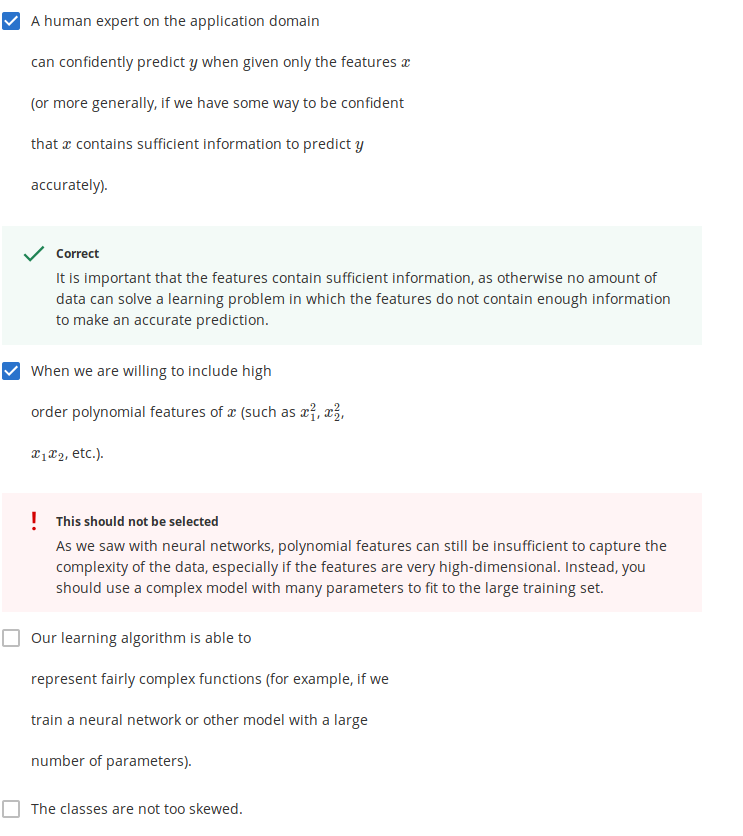 A human expert on the application domain
can confidently predict y when given only the features x
(or more generally, if we have some way to be confident
that x contains sufficient information to predict y
accurately).
Correct
It is important that the features contain sufficient information, as otherwise no amount of
data can solve a learning problem in which the features do not contain enough information
to make an accurate prediction.
When we are willing to include high
order polynomial features of x (such as x₁², x₂²,
x₁x₂, etc.).
This should not be selected
As we saw with neural networks, polynomial features can still be insufficient to capture the
complexity of the data, especially if the features are very high-dimensional. Instead, you
should use a complex model with many parameters to fit to the large training set.
Our learning algorithm is able to
represent fairly complex functions (for example, if we
train a neural network or other model with a large
number of parameters).
The classes are not too skewed.